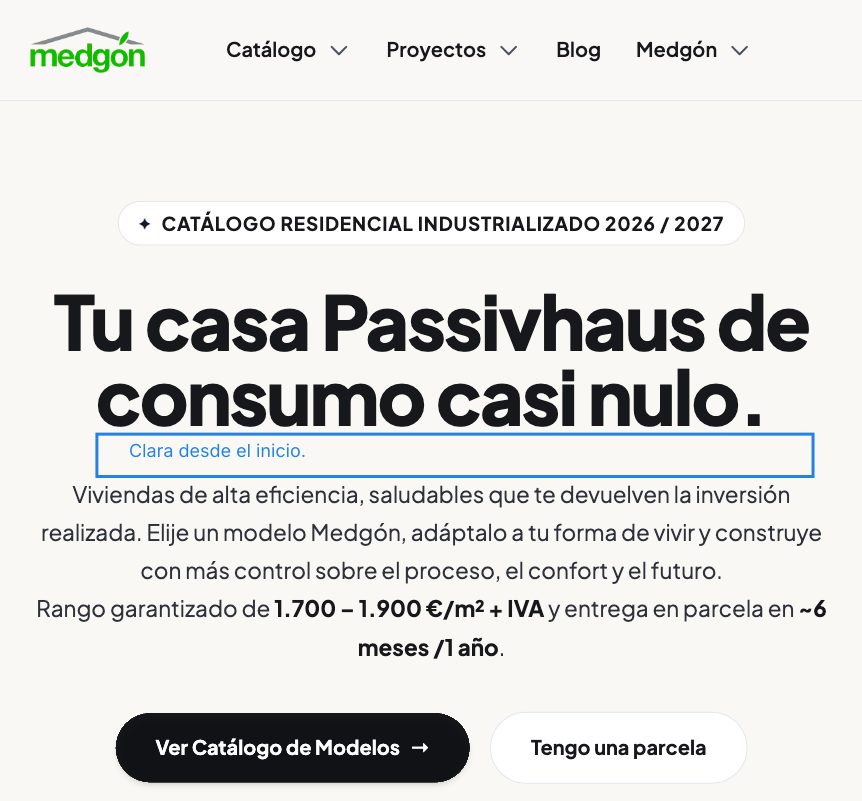 medgón
Catálogo
Proyectos
Blog
Medgón
✦ CATÁLOGO RESIDENCIAL INDUSTRIALIZADO 2026 / 2027
Tu casa Passivhaus de
consumo casi nulo.
Clara desde el inicio.
Viviendas de alta eficiencia, saludables que te devuelven la inversión
realizada. Elije un modelo Medgón, adáptalo a tu forma de vivir y construye
con más control sobre el proceso, el confort y el futuro.
Rango garantizado de 1.700 – 1.900 €/m² + IVA y entrega en parcela en ~6
meses /1 año.
Ver Catálogo de Modelos →
Tengo una parcela